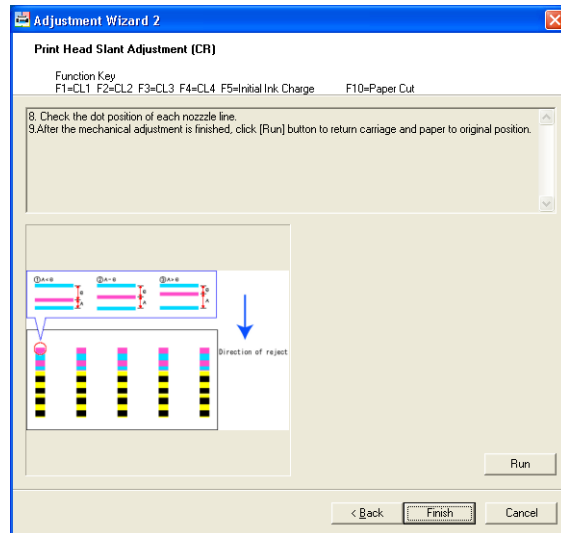 Adjustment Wizard 2
Print Head Slant Adjustment (CR)
Function Key
F1=CL1 F2=CL2 F3=CL3 F4=CL4 F5=Initial Ink Charge F10=Paper Cut
8. Check the dot position of each nozzzle line.
9.After the mechanical adjustment is finished, click [Run] button to return carriage and paper to original position.
①A<B ②A=B ③A>B
B B B
A A A
Direction of reject
Run
< Back Finish Cancel